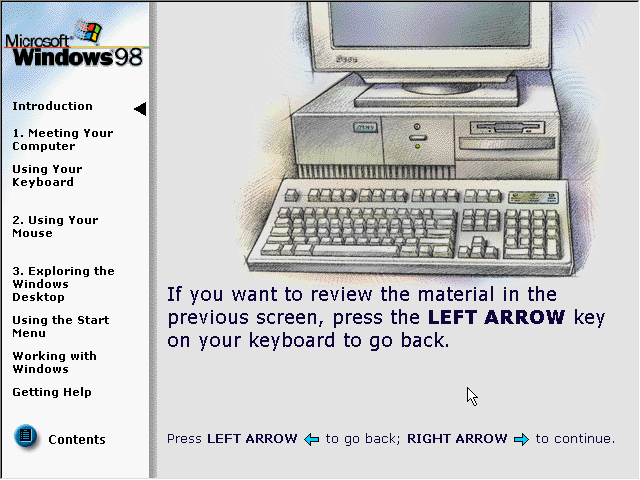 Microsoft
Windows 98
Introduction
1. Meeting Your
Computer
Using Your
Keyboard
2. Using Your
Mouse
3. Exploring the
Windows
Desktop
Using the Start
Menu
Working with
Windows
Getting Help
Contents
If you want to review the material in the
previous screen, press the LEFT ARROW key
on your keyboard to go back.
Press LEFT ARROW to go back; RIGHT ARROW to continue.